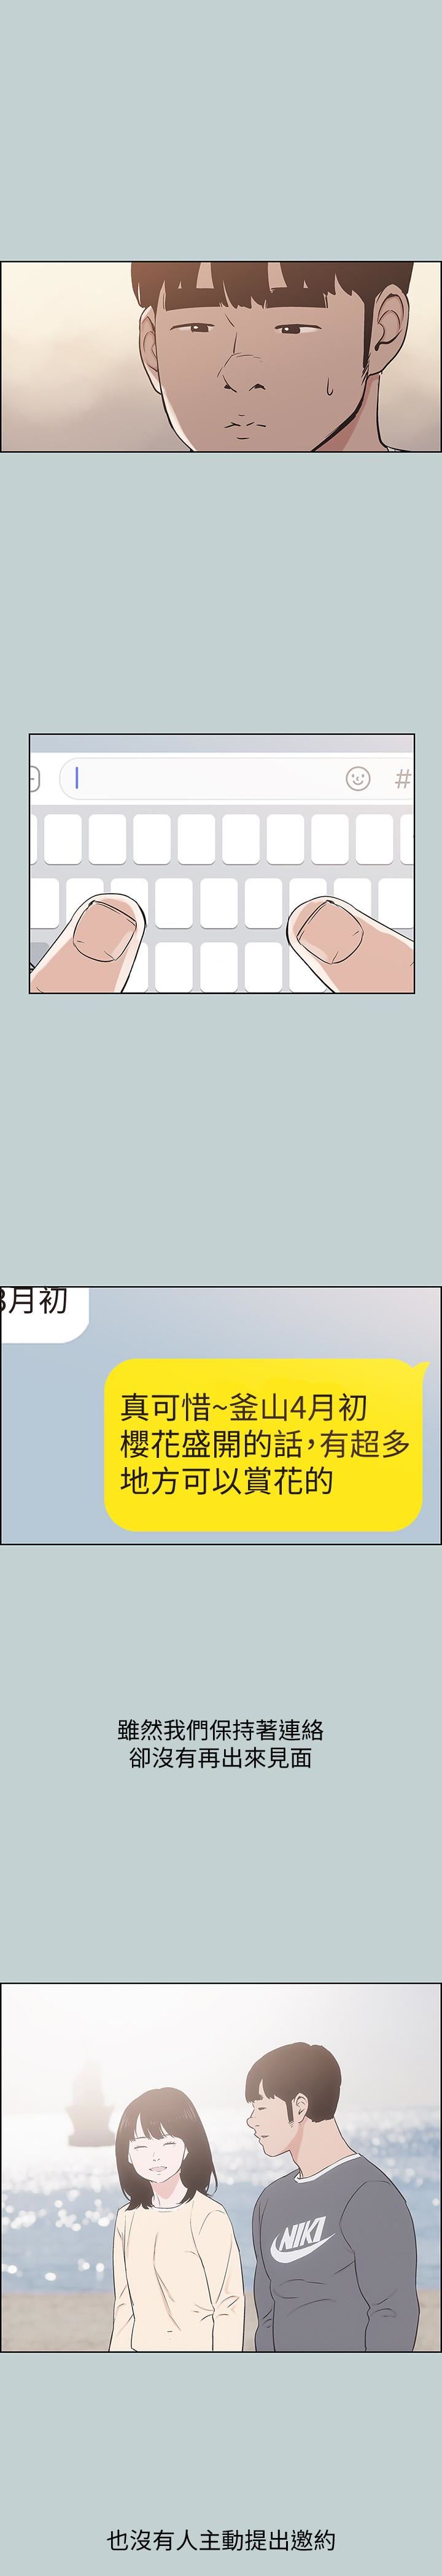 3月初
真可惜~釜山4月初
櫻花盛開的話，有超多
地方可以賞花的
雖然我們保持著連絡
卻沒有再出來見面
NIKI
也沒有人主動提出邀約